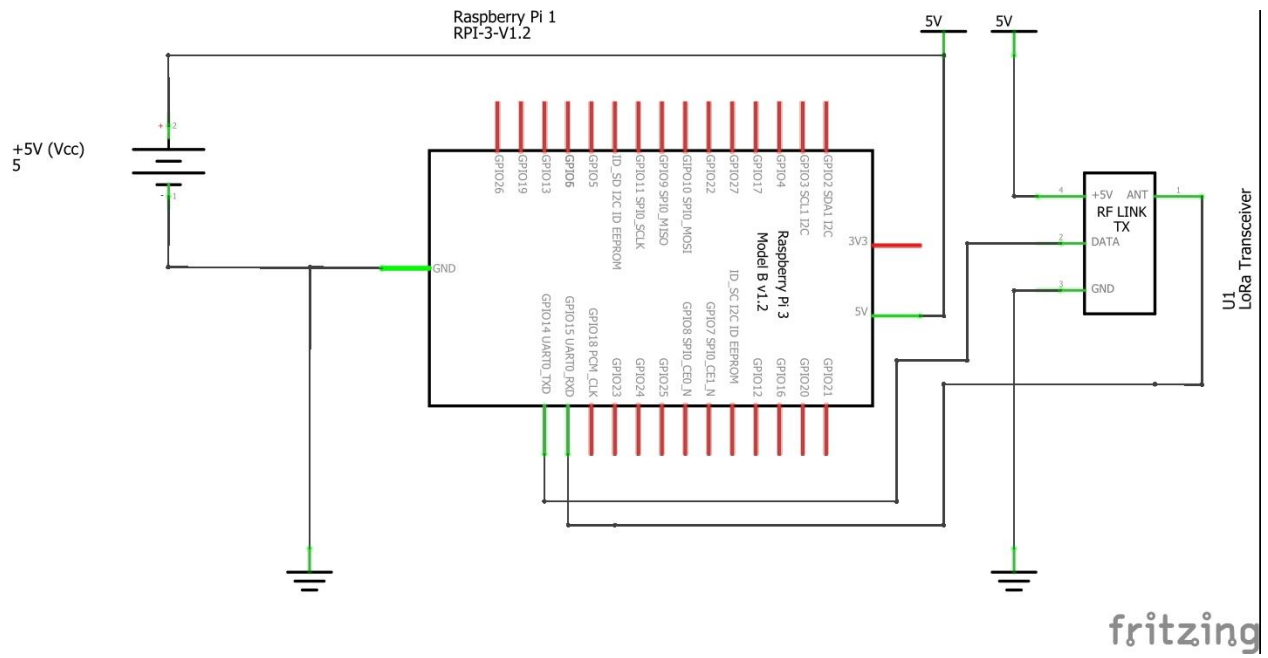 Raspberry Pi 1
RPI-3-V1.2
5V
5V
+5V (Vcc)
5
+
2
-
1
GPIO26
GPIO19
GPIO13
GPIO5
ID_SD I2C ID EEPROM
GPIO11 SPI0_SCLK
GPIO09 SPI0_MISO
GIPO10 SPI0_MOSI
GPIO22
GPIO27
GPIO17
GPIO4
GPIO3 SCL1 I2C
GPIO2 SDA1 I2C
Raspberry Pi 3
Model B v1.2
3V3
GND
5V
GPIO14 UART0_TXD
GPIO15 UART0_RXD
GPIO18 PCM_CLK
GPIO23
GPIO24
GPIO25
GPIO8 SPI0_CE0_N
GPIO7 SPI0_CE1_N
ID_SC I2C ID EEPROM
GPIO12
GPIO16
GPIO20
GPIO21
4
+5V
ANT
1
RF LINK
TX
2
DATA
3
GND
U1
LoRa Transceiver
fritzing